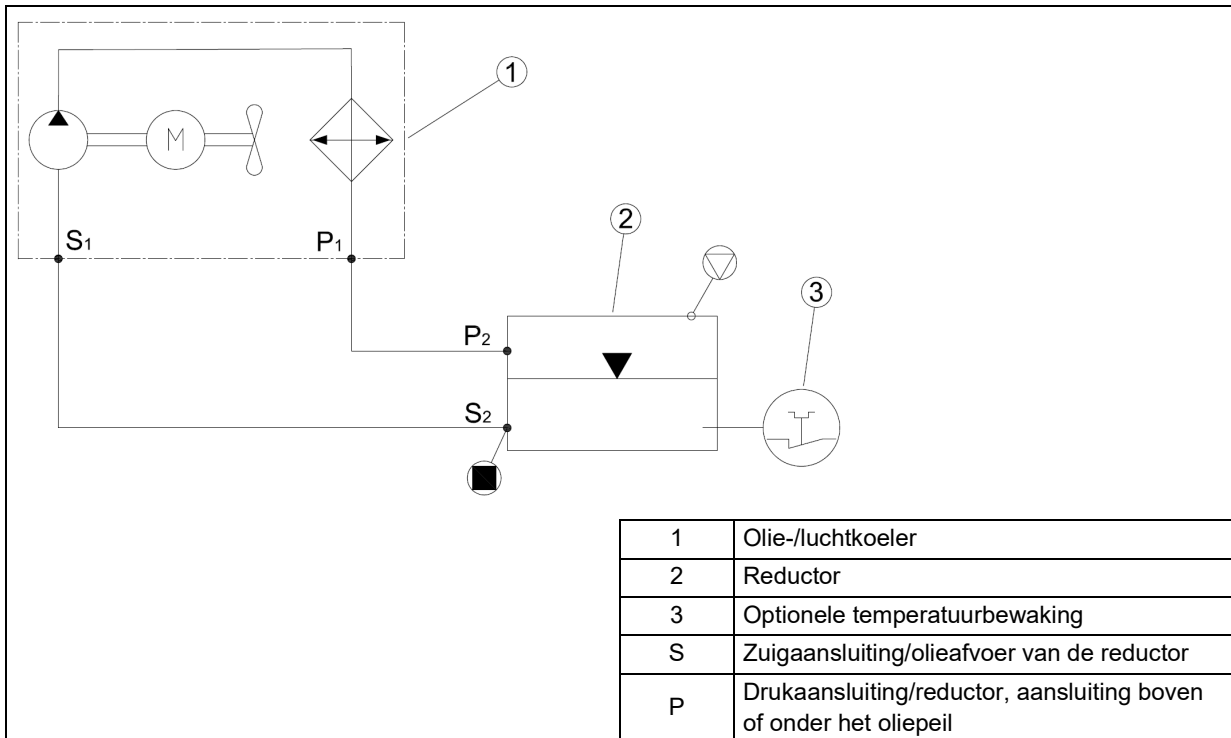 1
M
S1
P1
2
3
P2
S2
1 Olie-/luchtkoeler
2 Reductor
3 Optionele temperatuurbewaking
S Zuigaansluiting/olieafvoer van de reductor
P Drukaansluiting/reductor, aansluiting boven
of onder het oliepeil